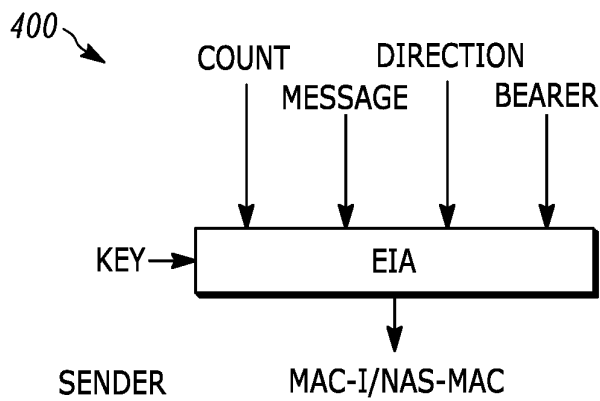 400
COUNT
DIRECTION
MESSAGE
BEARER
KEY
EIA
SENDER
MAC-I/NAS-MAC